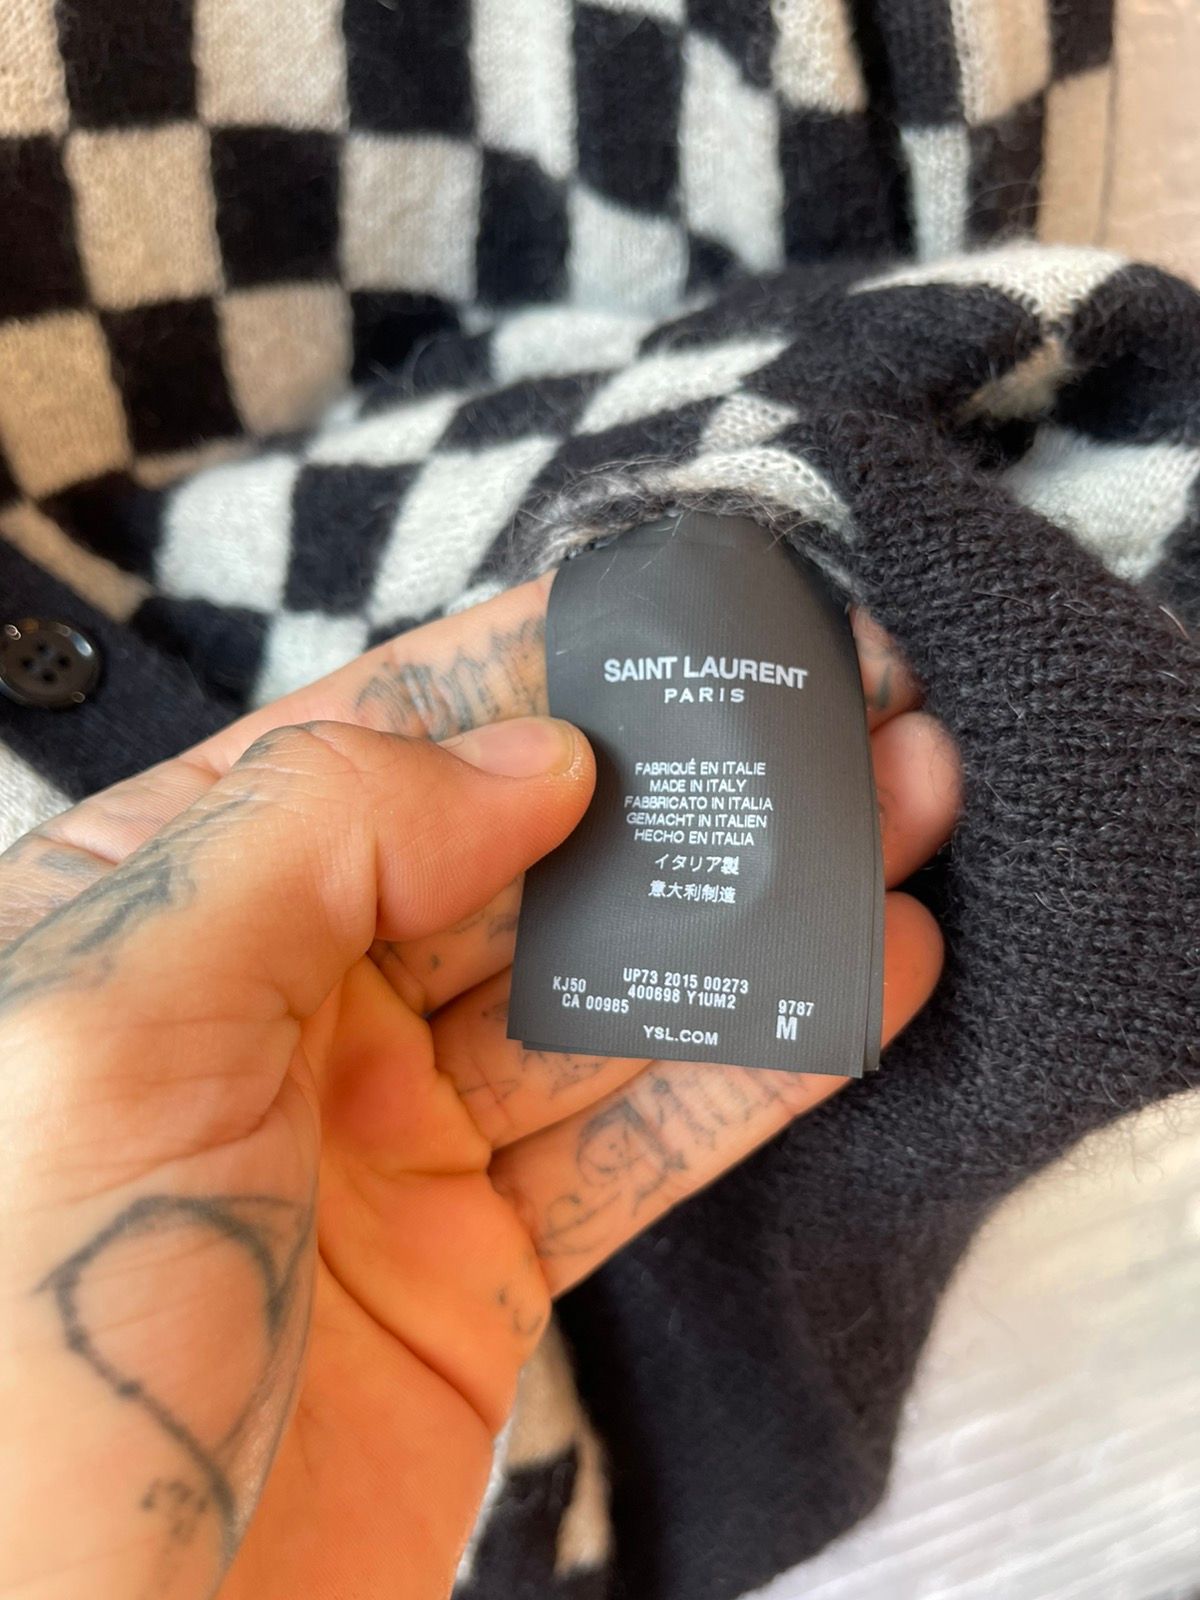 SAINT LAURENT
PARIS
FABRIQUÉ EN ITALIE
MADE IN ITALY
FABBRICATO IN ITALIA
GEMACHT IN ITALIEN
HECHO EN ITALIA
イタリア製
意大利制造
KJ50 UP73 2015 00273 9787
CA 00985 400698 Y1UM2 M
YSL.COM